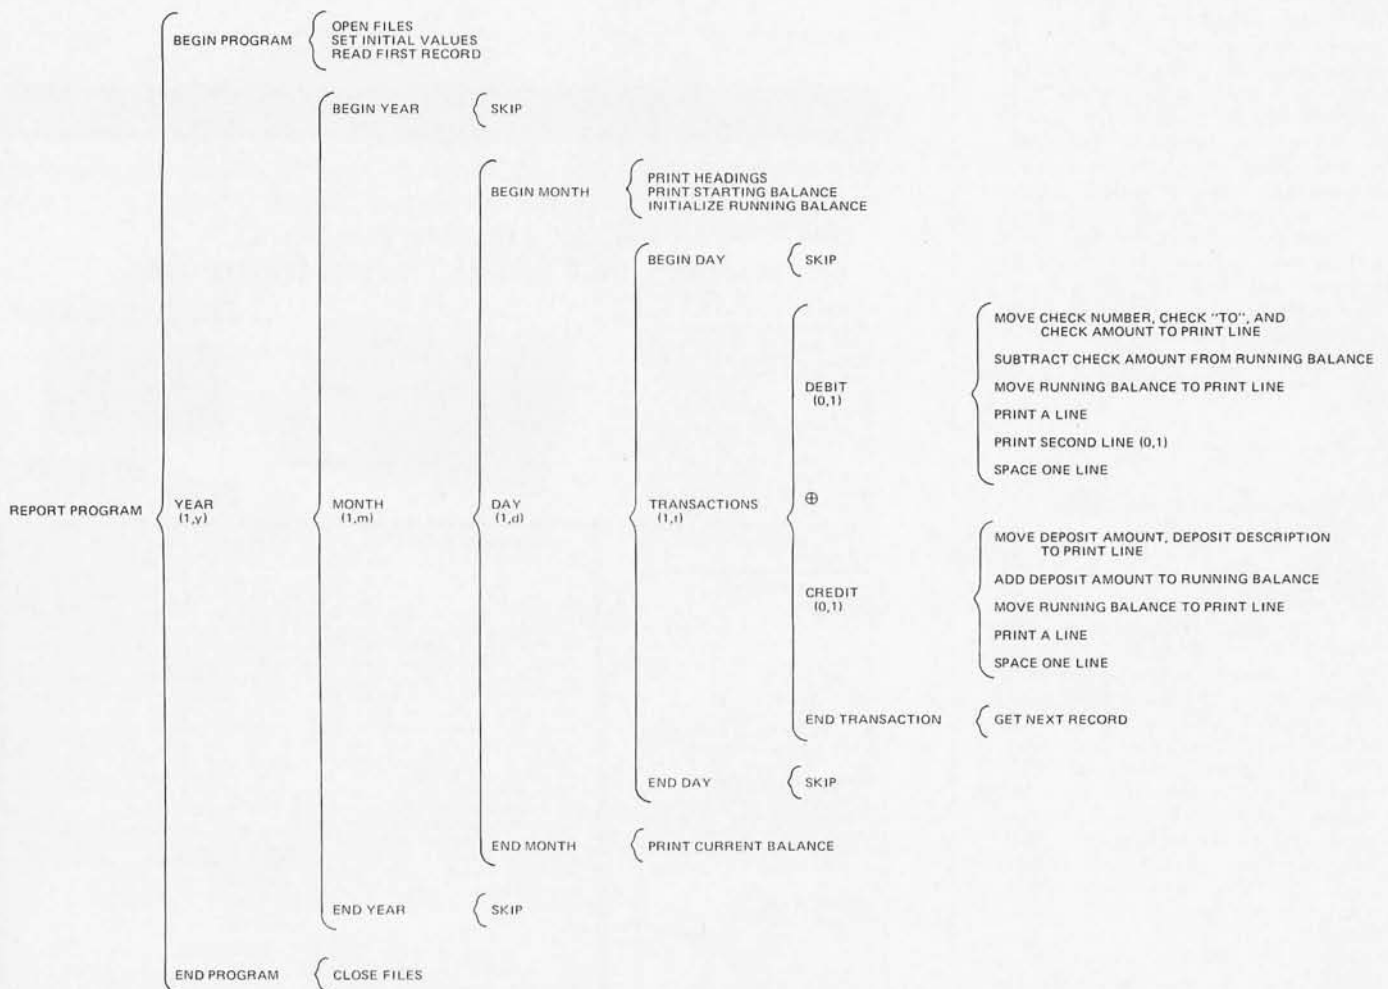 OPEN FILES
BEGIN PROGRAM
SET INITIAL VALUES
READ FIRST RECORD
BEGIN YEAR
SKIP
PRINT HEADINGS
BEGIN MONTH
PRINT STARTING BALANCE
INITIALIZE RUNNING BALANCE
BEGIN DAY
SKIP
MOVE CHECK NUMBER, CHECK "TO", AND
CHECK AMOUNT TO PRINT LINE
SUBTRACT CHECK AMOUNT FROM RUNNING BALANCE
DEBIT
(0,1)
MOVE RUNNING BALANCE TO PRINT LINE
PRINT A LINE
PRINT SECOND LINE (0,1)
SPACE ONE LINE
REPORT PROGRAM
YEAR
(1,y)
MONTH
(1,m)
DAY
(1,d)
TRANSACTIONS
(1,t)
⊕
MOVE DEPOSIT AMOUNT, DEPOSIT DESCRIPTION
TO PRINT LINE
ADD DEPOSIT AMOUNT TO RUNNING BALANCE
CREDIT
(0,1)
MOVE RUNNING BALANCE TO PRINT LINE
PRINT A LINE
SPACE ONE LINE
END TRANSACTION
GET NEXT RECORD
END DAY
SKIP
END MONTH
PRINT CURRENT BALANCE
END YEAR
SKIP
END PROGRAM
CLOSE FILES